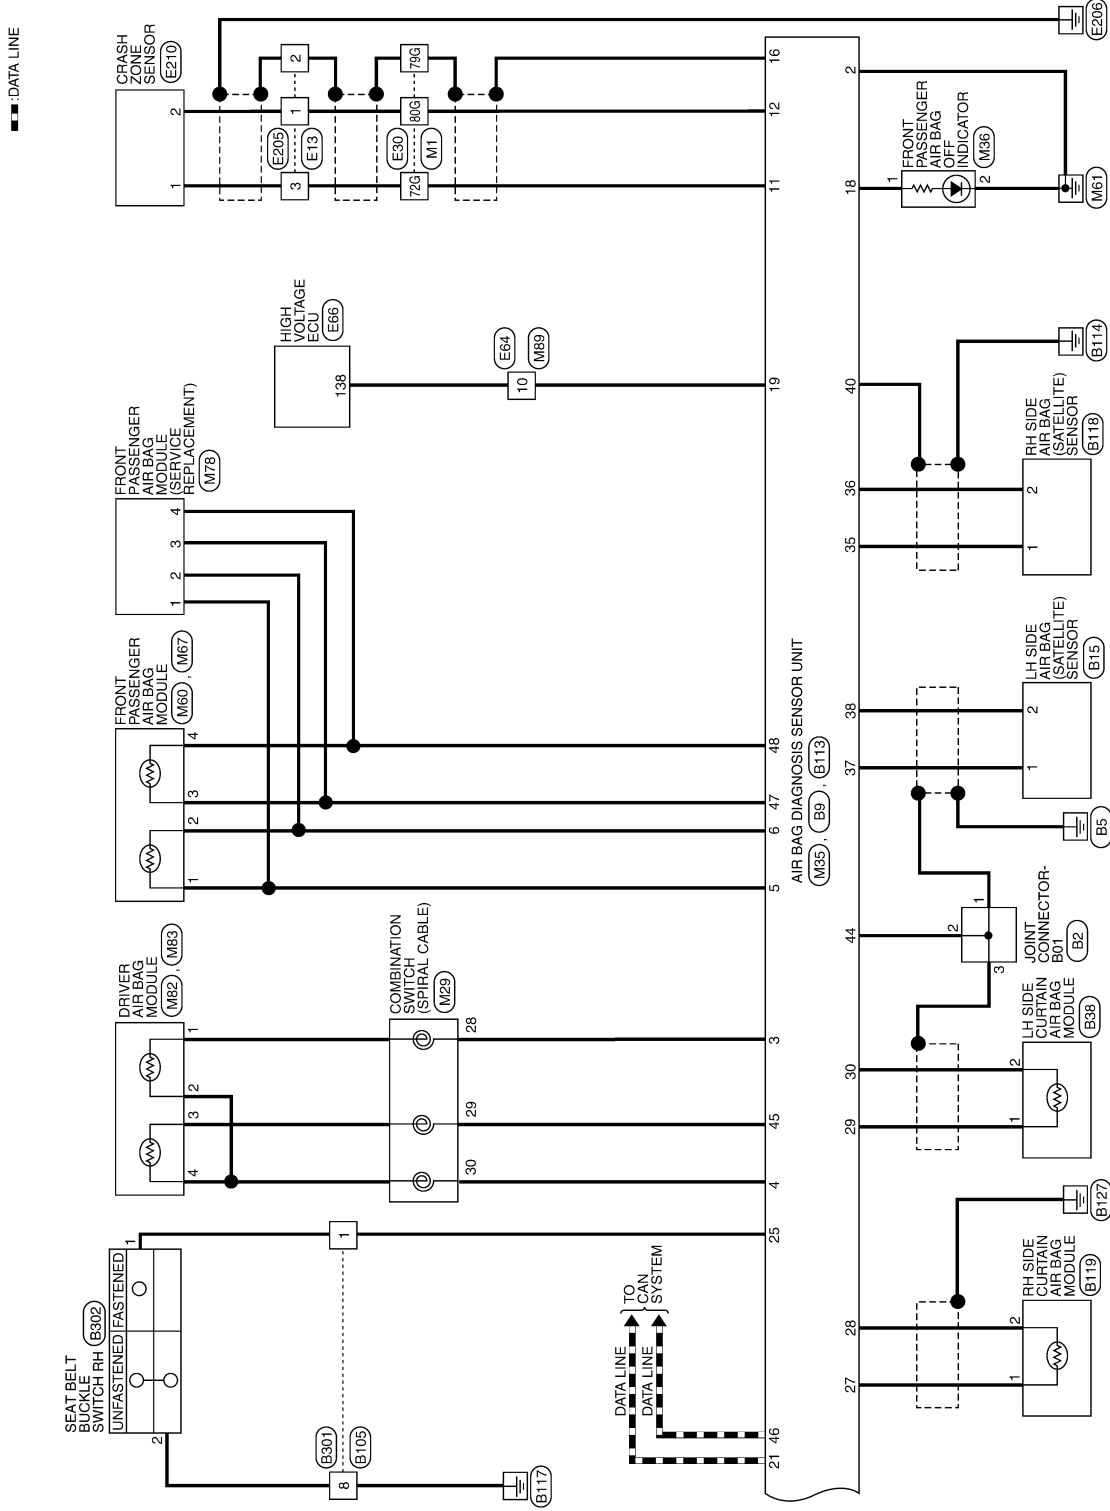 :DATA LINE
CRASH
ZONE
SENSOR
E210
2
1
2
1
3
E205
E13
79G
80G
72G
E30
M1
16
12
11
E206
2
18
FRONT
PASSENGER
AIR BAG
OFF
INDICATOR
M36
1
2
M61
HIGH
VOLTAGE
ECU
E66
138
10
E64
M89
19
40
B114
FRONT
PASSENGER
AIR BAG
MODULE
(SERVICE
REPLACEMENT)
M78
4
3
2
1
36
35
2
1
RH SIDE
AIR BAG
(SATELLITE)
SENSOR
B118
FRONT
PASSENGER
AIR BAG
MODULE
M60 , M67
4
3
2
1
48
47
6
5
AIR BAG DIAGNOSIS SENSOR UNIT
M35 , B9 , B113
38
37
2
1
LH SIDE
AIR BAG
(SATELLITE)
SENSOR
B15
B5
DRIVER
AIR BAG
MODULE
M82 , M83
1
2
3
4
COMBINATION
SWITCH
(SPIRAL CABLE)
M29
28
29
30
3
45
4
44
1
2
3
JOINT
CONNECTOR-
B01
B2
30
29
2
1
LH SIDE
CURTAIN
AIR BAG
MODULE
B38
SEAT BELT
BUCKLE
SWITCH RH
B302
UNFASTENED
FASTENED
1
2
1
8
B301
B105
B117
25
TO
CAN
SYSTEM
DATA LINE
DATA LINE
46
21
28
27
2
1
RH SIDE
CURTAIN
AIR BAG
MODULE
B119
B127